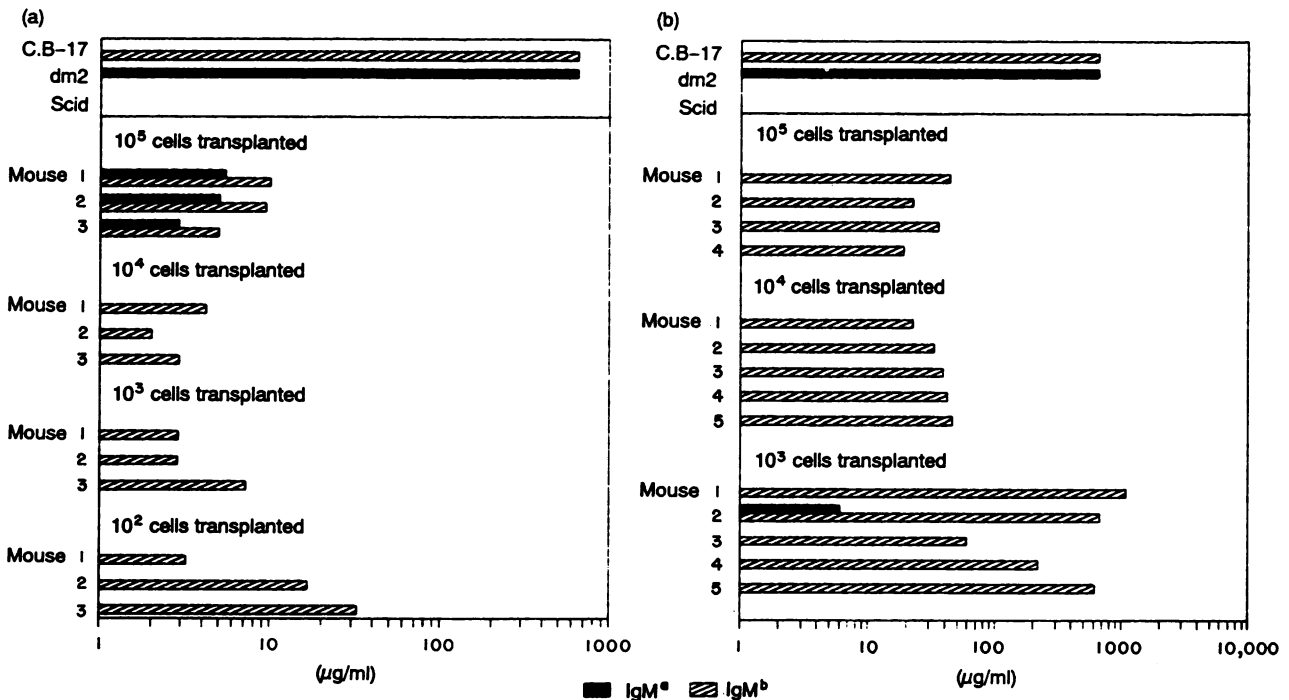 (a)
C.B-17
dm2
Scid
10⁵ cells transplanted
Mouse 1
2
3
10⁴ cells transplanted
Mouse 1
2
3
10³ cells transplanted
Mouse 1
2
3
10² cells transplanted
Mouse 1
2
3
1 10 100 1000
(µg/ml)
(b)
C.B-17
dm2
Scid
10⁵ cells transplanted
Mouse 1
2
3
4
10⁴ cells transplanted
Mouse 1
2
3
4
5
10³ cells transplanted
Mouse 1
2
3
4
5
1 10 100 1000 10,000
(µg/ml)
IgMᵃ IgMᵇ